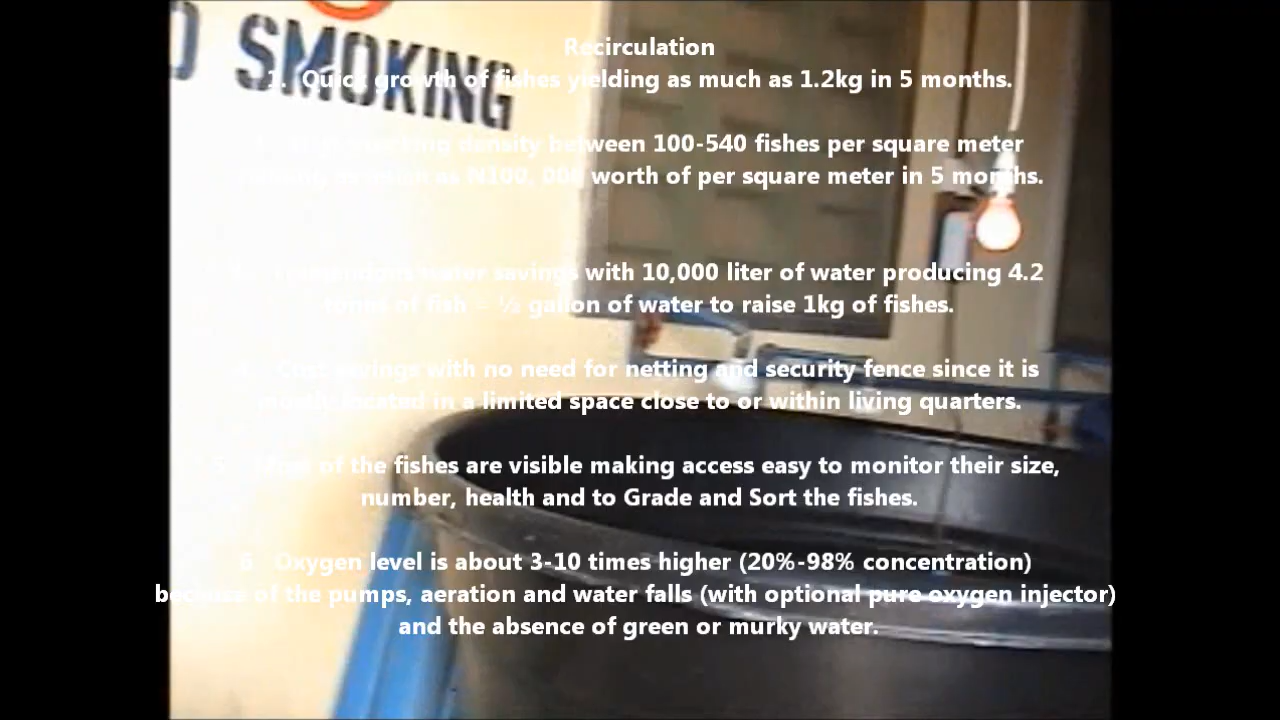 SMOKING
Recirculation
1. Quick growth of fishes yielding as much as 1.2kg in 5 months.
density between 100-540 fishes per square meter
as N100, 000 worth of per square meter in 5 months.
Tremendous water savings with 10,000 liter of water producing 4.2
tones of fish = ½ gallon of water to raise 1kg of fishes.
Cost savings with no need for netting and security fence since it is
mostly located in a limited space close to or within living quarters.
5. Most of the fishes are visible making access easy to monitor their size,
number, health and to Grade and Sort the fishes.
6. Oxygen level is about 3-10 times higher (20%-98% concentration)
because of the pumps, aeration and water falls (with optional pure oxygen injector)
and the absence of green or murky water.